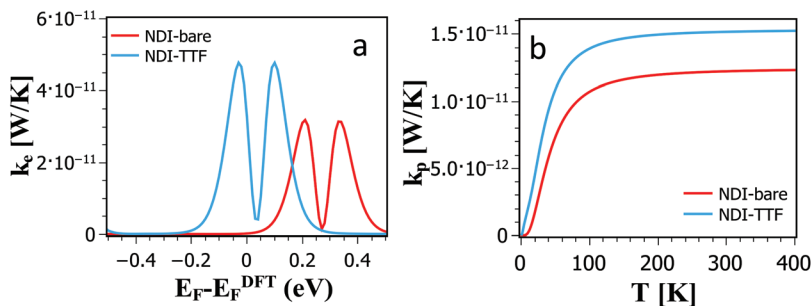 a
NDI-bare
NDI-TTF
6·10⁻¹¹
4·10⁻¹¹
2·10⁻¹¹
0
kₑ [W/K]
−0.4
−0.2
0
0.2
0.4
E_F-E_F^DFT (eV)
b
1.5·10⁻¹¹
1.0·10⁻¹¹
5.0·10⁻¹²
0
kₚ [W/K]
NDI-bare
NDI-TTF
0
100
200
300
400
T [K]